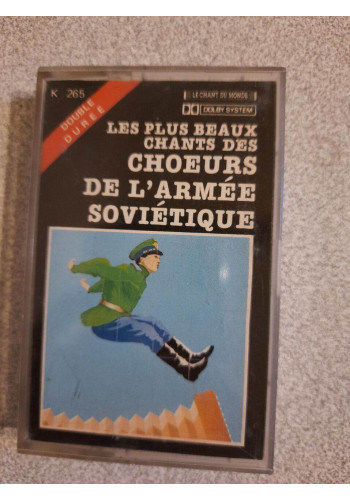 K 265
LE CHANT DU MONDE
DOUBLE
DURÉE
DOLBY SYSTEM
LES PLUS BEAUX
CHANTS DES
CHOEURS
DE L'ARMÉE
SOVIÉTIQUE